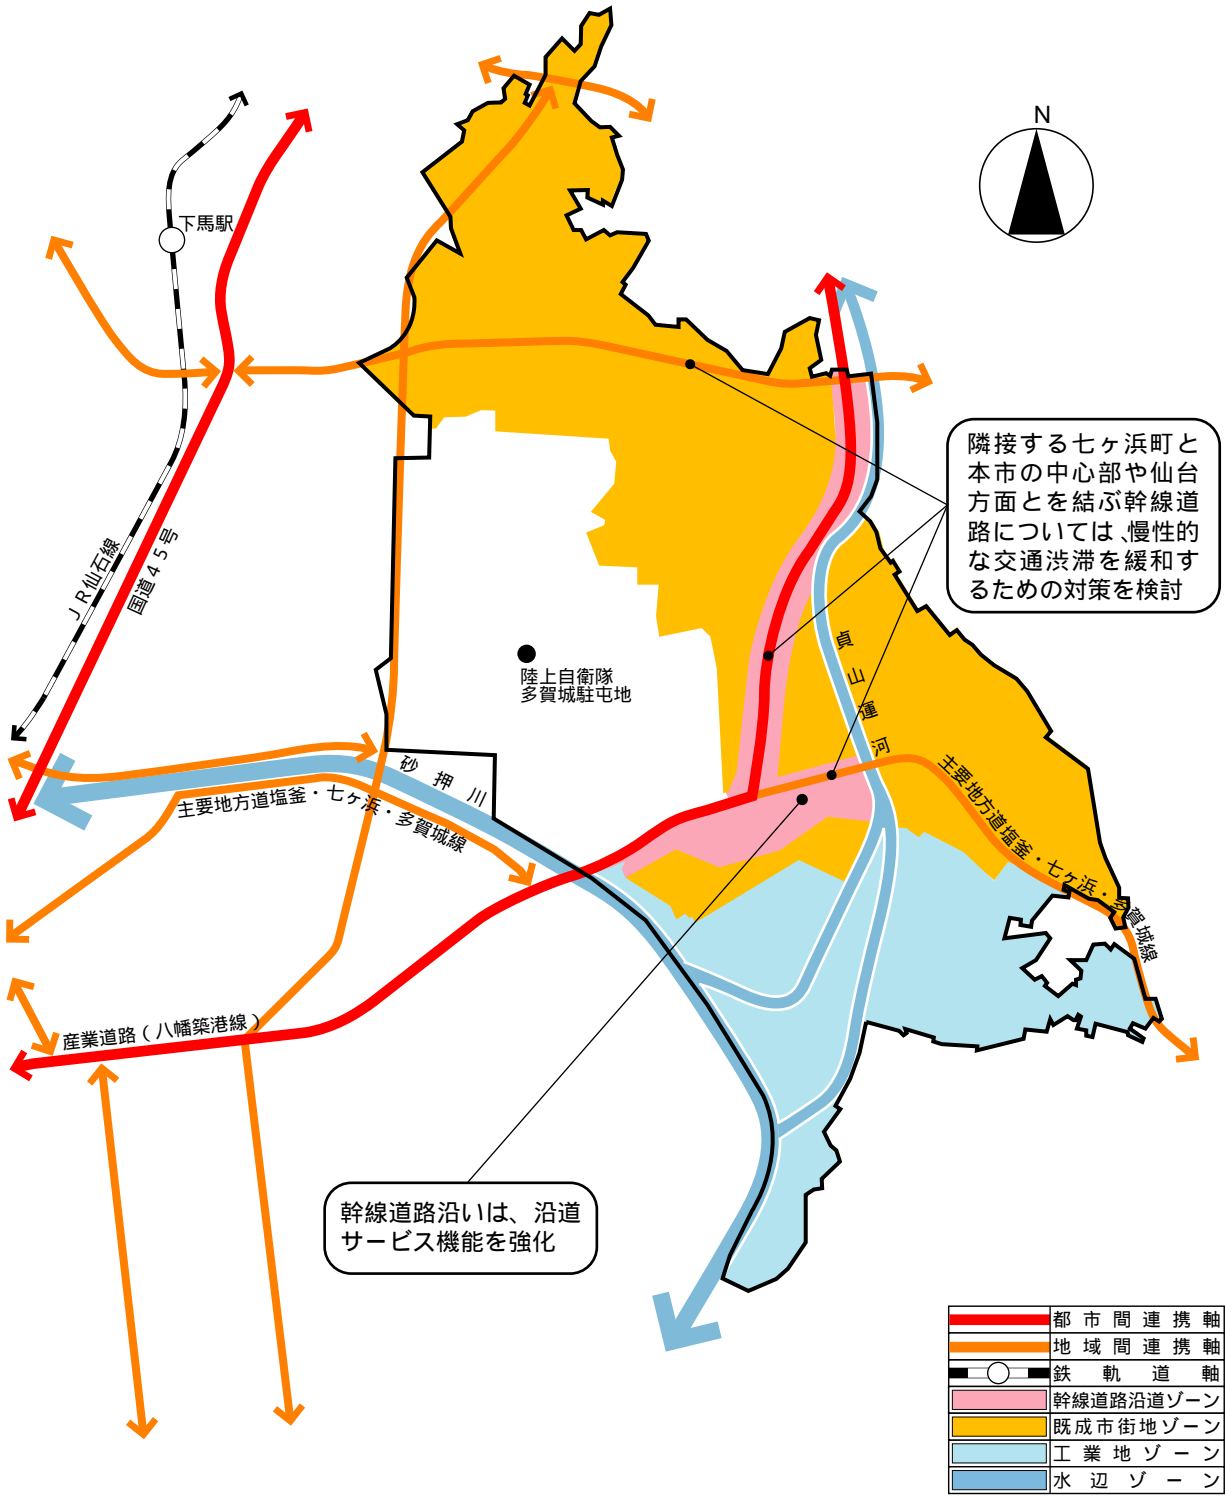 N
下馬駅
ＪＲ仙石線
国道４５号
隣接する七ヶ浜町と
本市の中心部や仙台
方面とを結ぶ幹線道
路については、慢性的
な交通渋滞を緩和す
るための対策を検討
陸上自衛隊
多賀城駐屯地
貞山運河
砂押川
主要地方道塩釜・七ヶ浜・多賀城線
主要地方道塩釜・七ヶ浜・多賀城線
産業道路（八幡築港線）
幹線道路沿いは、沿道
サービス機能を強化
都市間連携軸
地域間連携軸
鉄軌道軸
幹線道路沿道ゾーン
既成市街地ゾーン
工業地ゾーン
水辺ゾーン